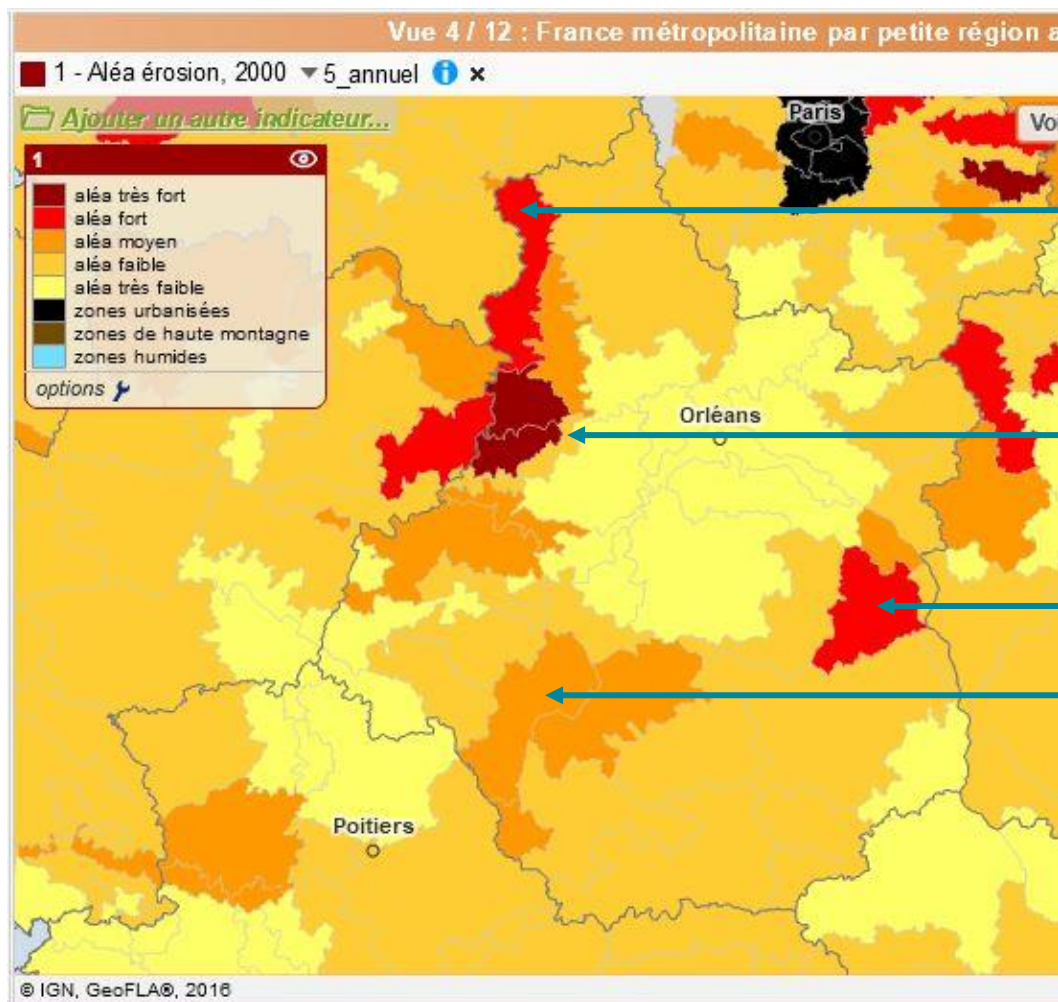 Vue 4 / 12 : France métropolitaine par petite région a
1 - Aléa érosion, 2000 ▼5_annuel i ×
Ajouter un autre indicateur...
Paris
Voi
1
aléa très fort
aléa fort
aléa moyen
aléa faible
aléa très faible
zones urbanisées
zones de haute montagne
zones humides
options
Orléans
Poitiers
© IGN, GeoFLA®, 2016